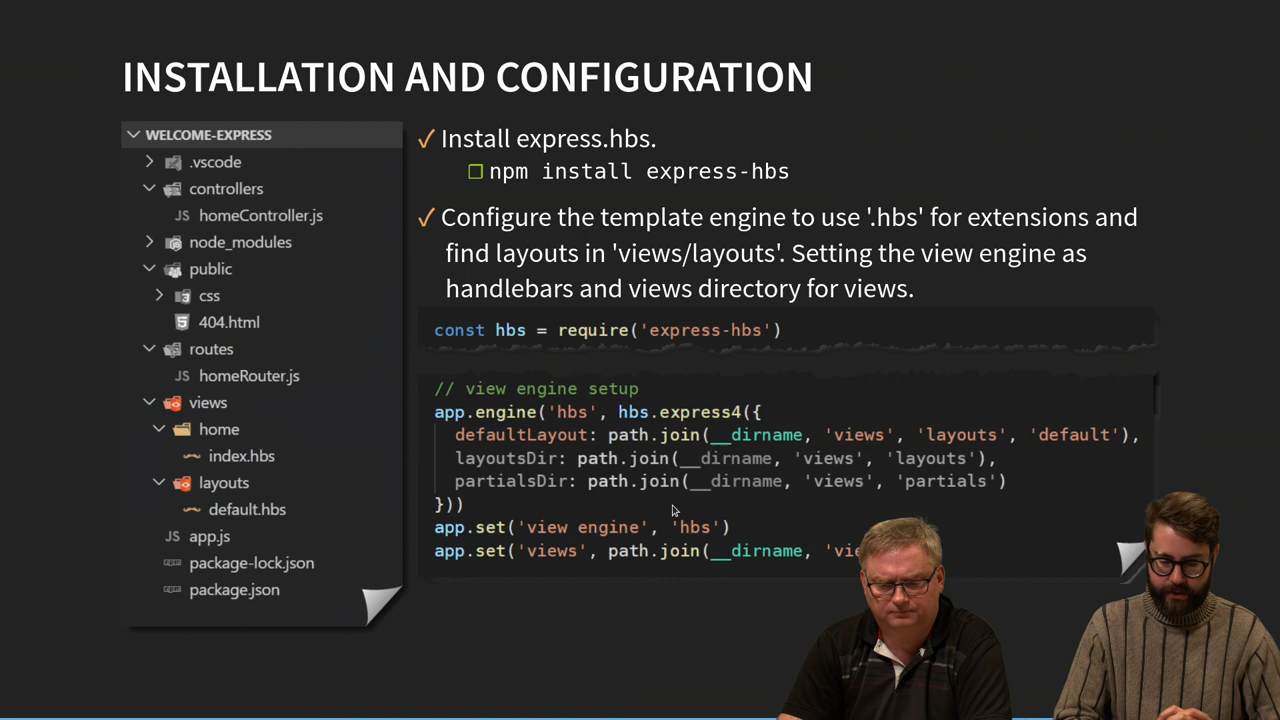 INSTALLATION AND CONFIGURATION
WELCOME-EXPRESS
.vscode
controllers
JS homeController.js
node_modules
public
css
404.html
routes
JS homeRouter.js
views
home
index.hbs
layouts
default.hbs
JS app.js
package-lock.json
package.json
✓ Install express.hbs.
❒ npm install express-hbs
✓ Configure the template engine to use '.hbs' for extensions and
find layouts in 'views/layouts'. Setting the view engine as
handlebars and views directory for views.
const hbs = require('express-hbs')
// view engine setup
app.engine('hbs', hbs.express4({
defaultLayout: path.join(__dirname, 'views', 'layouts', 'default'),
layoutsDir: path.join(__dirname, 'views', 'layouts'),
partialsDir: path.join(__dirname, 'views', 'partials')
}))
app.set('view engine', 'hbs')
app.set('views', path.join(__dirname,